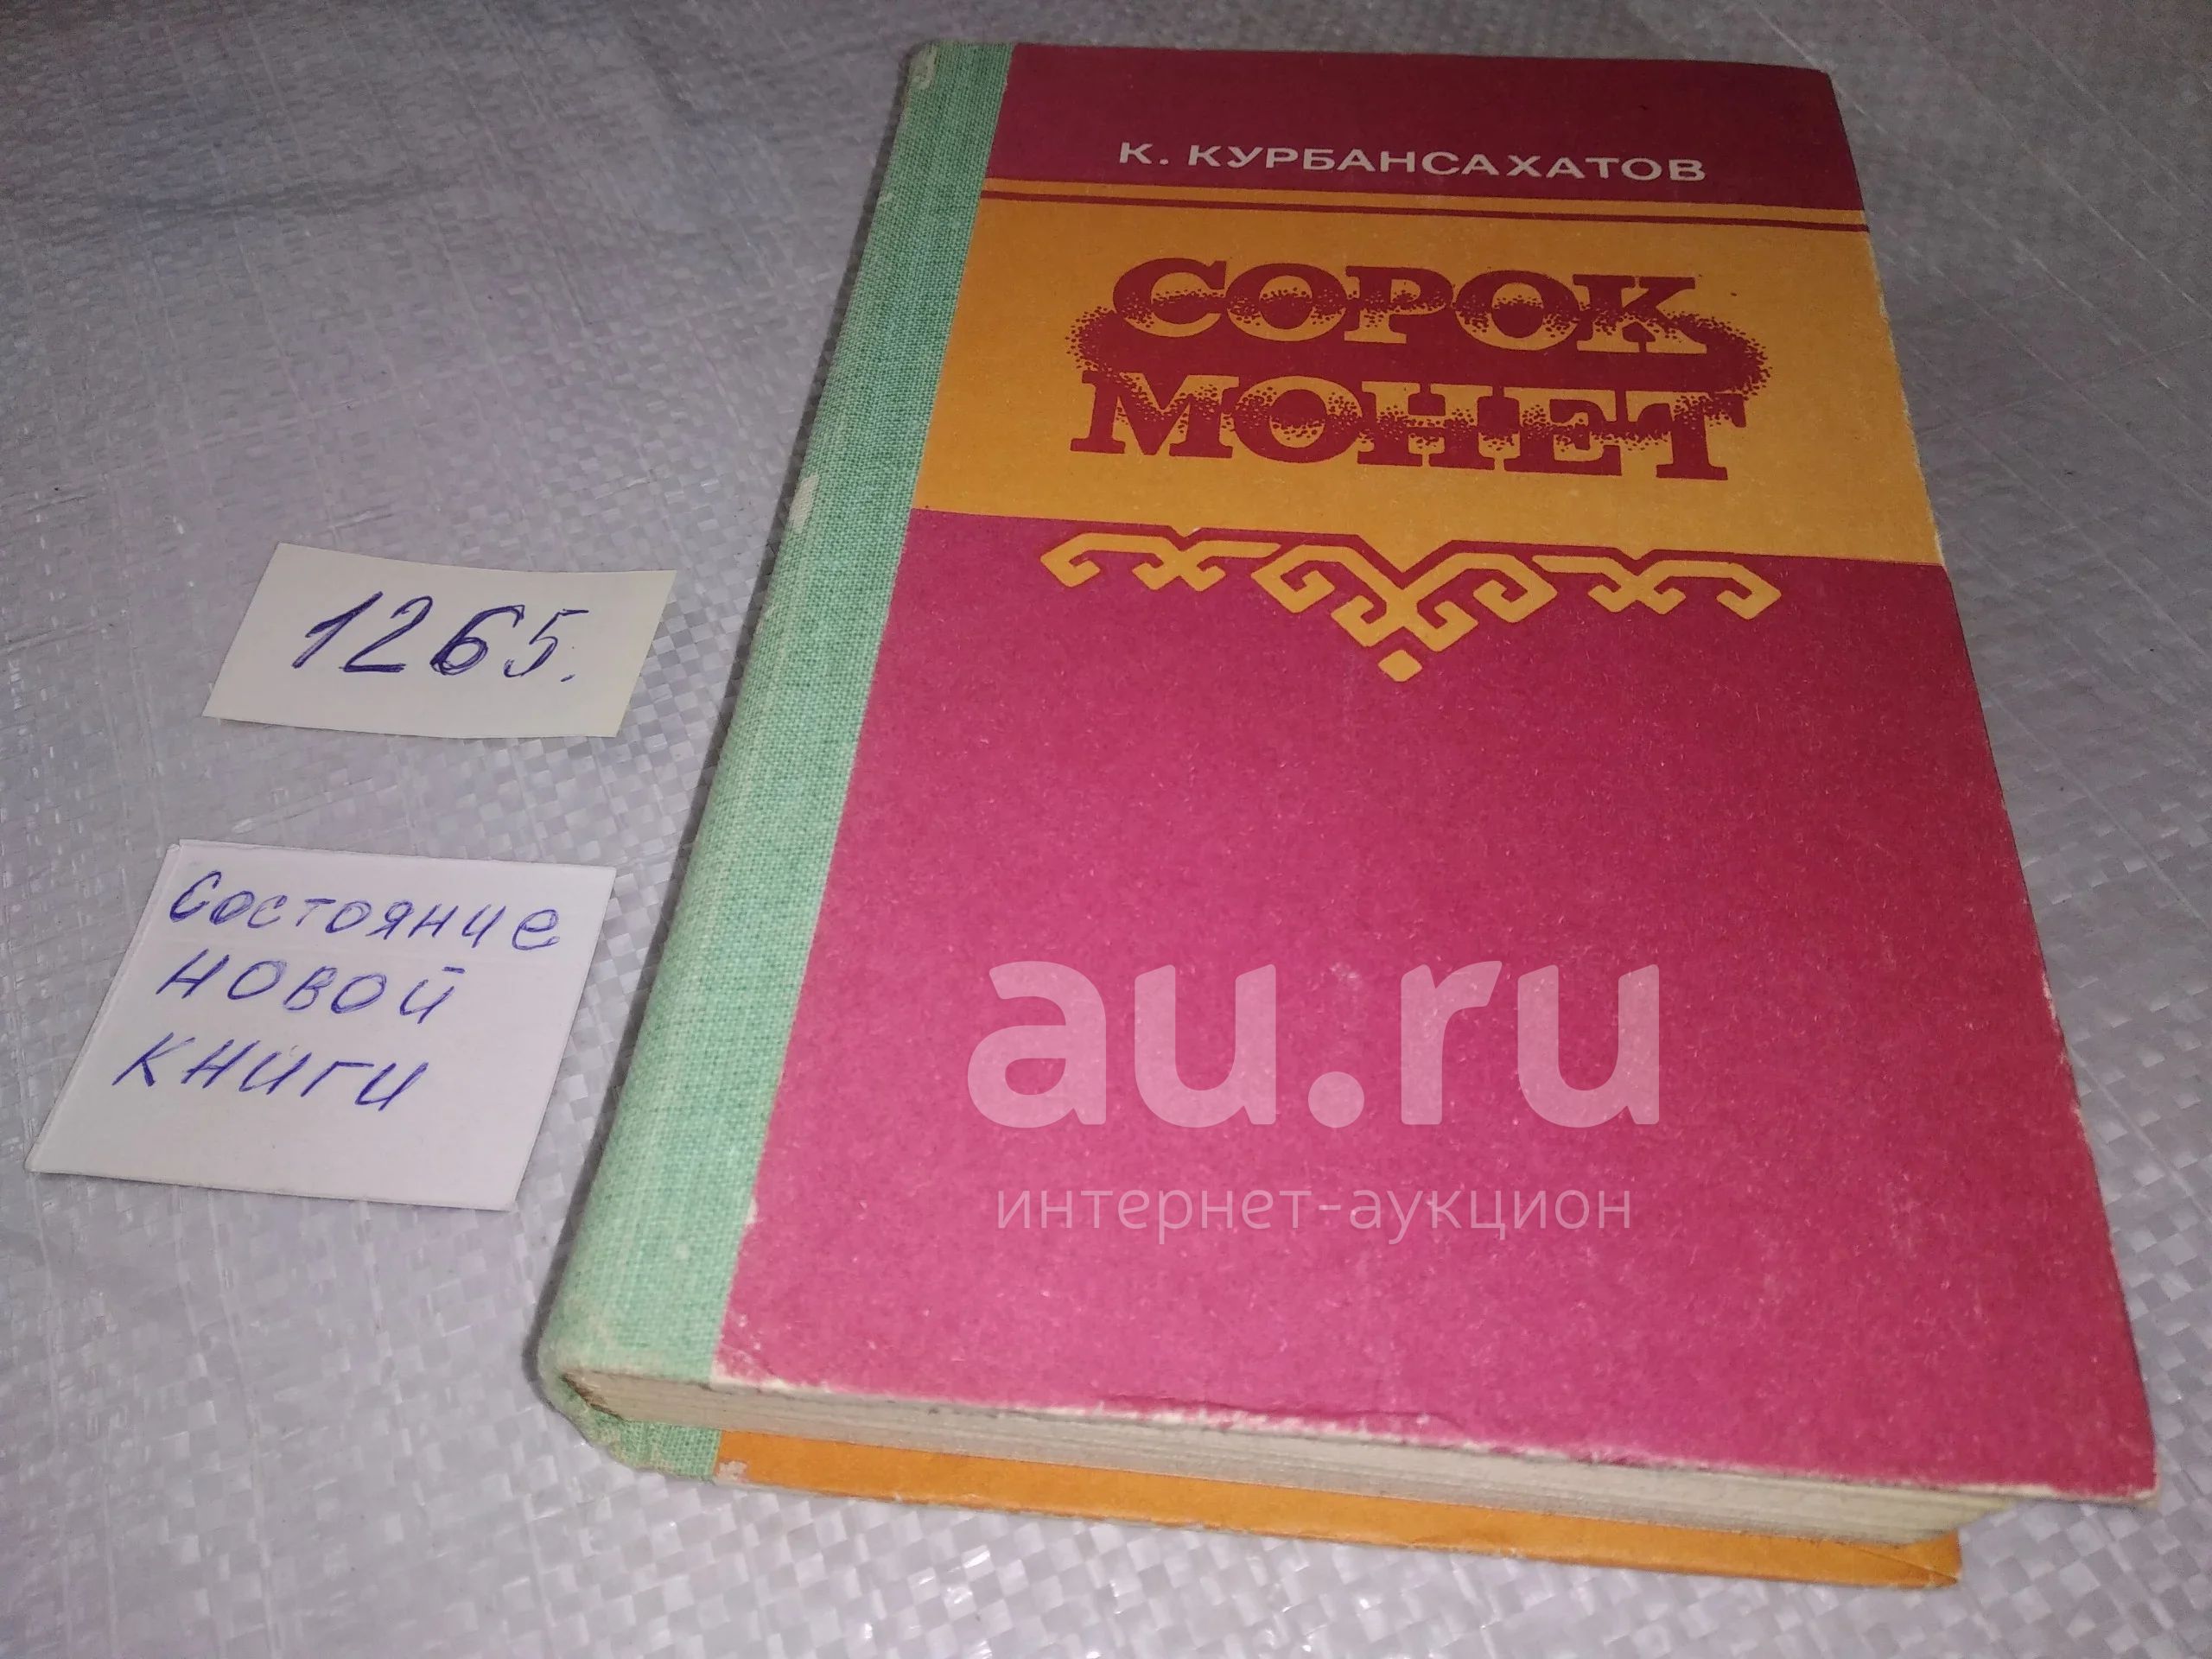 К. КУРБАНСАХАТОВ
СОРОК
МОНЕТ
1265.
Состояние
новой
книги
au.ru
интернет-аукцион